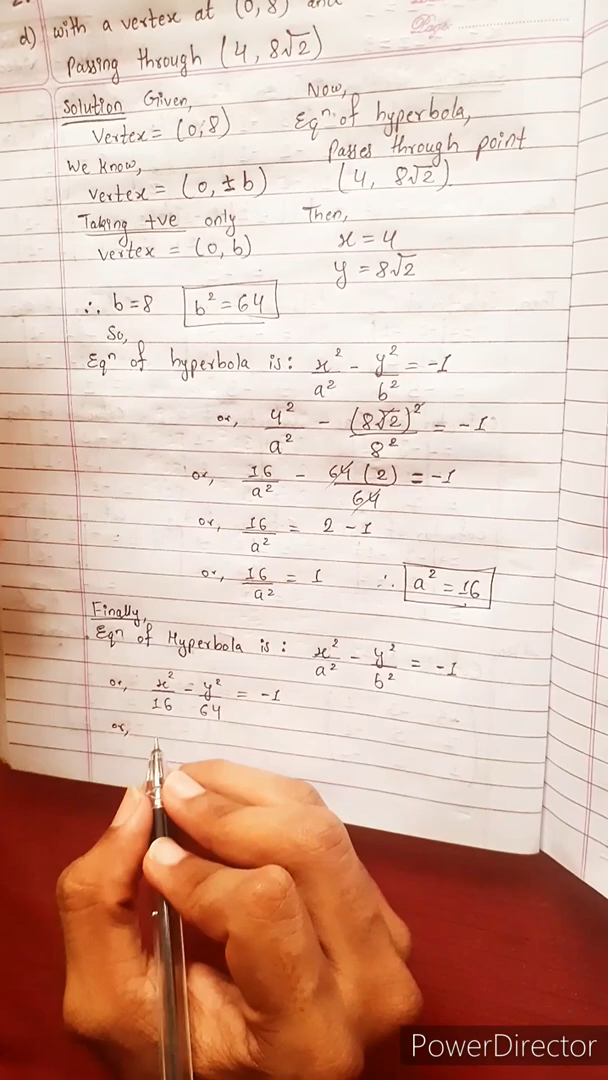 d) with a vertex at (0,8) and
Passing through (4, 8√2)
Page:
Solution Given,
Vertex = (0,8)
We Know,
vertex = (0, ±b)
Taking +ve only
vertex = (0, b)
∴ b=8 b² = 64
Now,
Eqⁿ of hyperbola,
Passes through point
(4, 8√2)
Then,
x = 4
y = 8√2
So,
Eqⁿ of hyperbola is: x²/a² - y²/b² = -1
or, 4²/a² - (8√2)²/8² = -1
or, 16/a² - 64(2)/64 = -1
or, 16/a² = 2 - 1
or, 16/a² = 1 ∴ a² = 16
Finally,
Eqⁿ of Hyperbola is: x²/a² - y²/b² = -1
or, x²/16 - y²/64 = -1
or,
PowerDirector